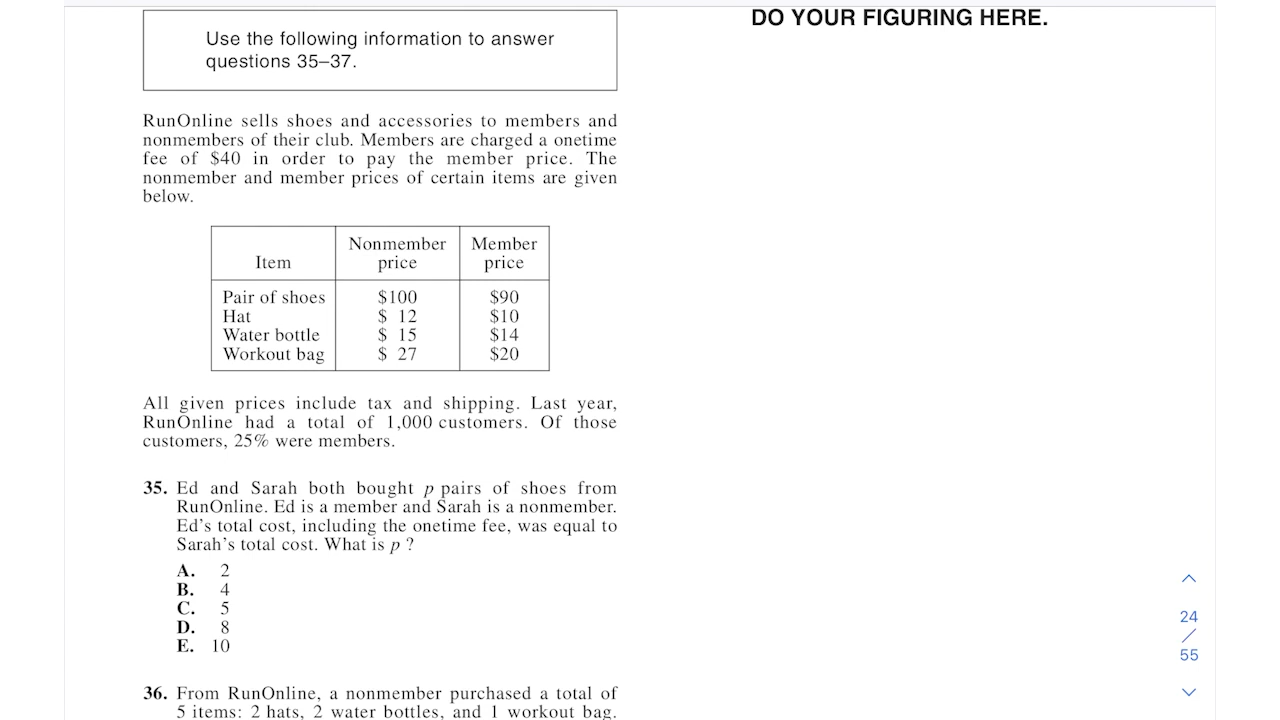 DO YOUR FIGURING HERE.
Use the following information to answer
questions 35–37.
RunOnline sells shoes and accessories to members and
nonmembers of their club. Members are charged a onetime
fee of $40 in order to pay the member price. The
nonmember and member prices of certain items are given
below.
Item Nonmember price Member price
Pair of shoes $100 $90
Hat $ 12 $10
Water bottle $ 15 $14
Workout bag $ 27 $20
All given prices include tax and shipping. Last year,
RunOnline had a total of 1,000 customers. Of those
customers, 25% were members.
35. Ed and Sarah both bought p pairs of shoes from
RunOnline. Ed is a member and Sarah is a nonmember.
Ed's total cost, including the onetime fee, was equal to
Sarah's total cost. What is p ?
A. 2
B. 4
C. 5
D. 8
E. 10
36. From RunOnline, a nonmember purchased a total of
5 items: 2 hats, 2 water bottles, and 1 workout bag.
24
/
55